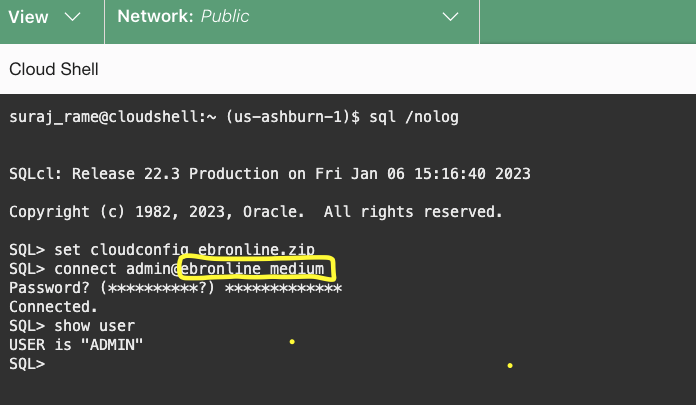 View Network: Public
Cloud Shell
suraj_rame@cloudshell:~ (us-ashburn-1)$ sql /nolog
SQLcl: Release 22.3 Production on Fri Jan 06 15:16:40 2023
Copyright (c) 1982, 2023, Oracle.  All rights reserved.
SQL> set cloudconfig ebronline.zip
SQL> connect admin@ebronline_medium
Password? (**********?) *************
Connected.
SQL> show user
USER is "ADMIN"
SQL>